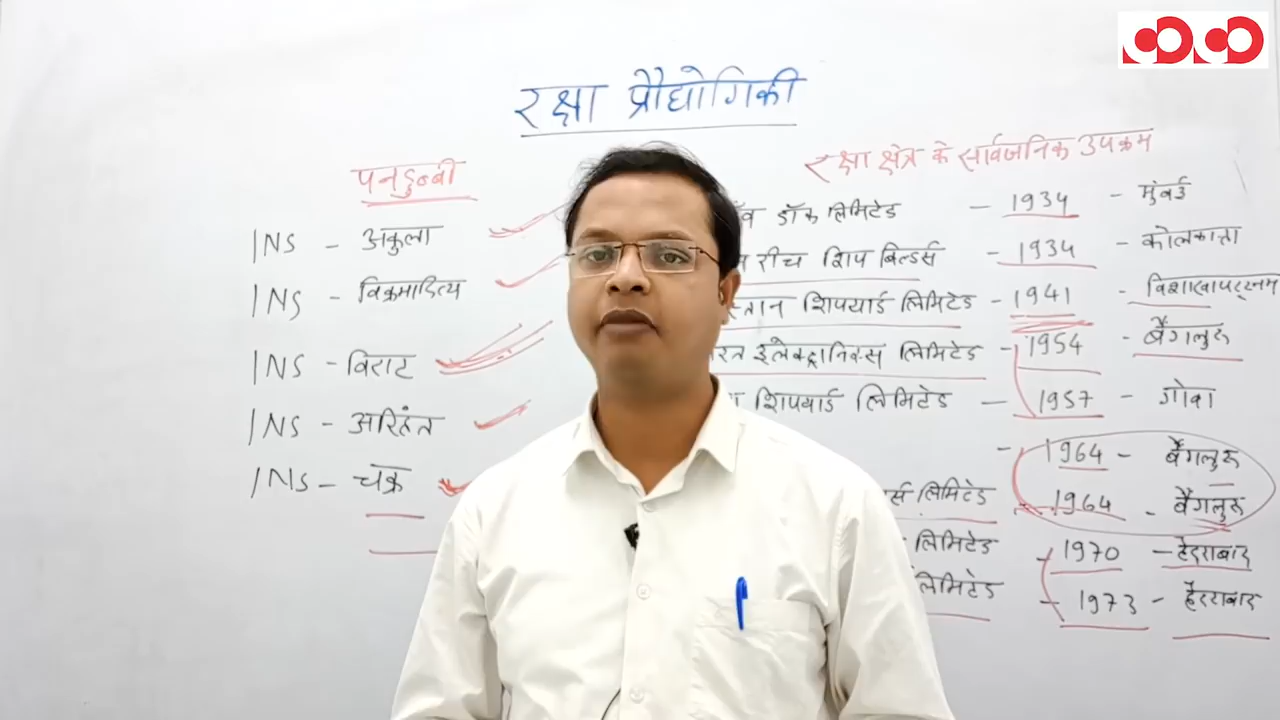 रक्षा प्रौद्योगिकी
पनडुब्बी
INS - अकुला
INS - विक्रमादित्य
INS - विराट
INS - अरिहंत
INS - चक्र
रक्षा क्षेत्र के सार्वजनिक उपक्रम
डॉक लिमिटेड - 1934 - मुंबई
रीच शिप बिल्डर्स - 1934 - कोलकाता
शिपयार्ड लिमिटेड - 1941 - विशाखापट्टनम
इलेक्ट्रानिक्स लिमिटेड - 1954 - बैंगलुरु
शिपयार्ड लिमिटेड - 1957 - गोवा
- 1964 - बैंगलुरु
लिमिटेड - 1964 - बैंगलुरु
लिमिटेड - 1970 - हैदराबाद
लिमिटेड - 1973 - हैदराबाद